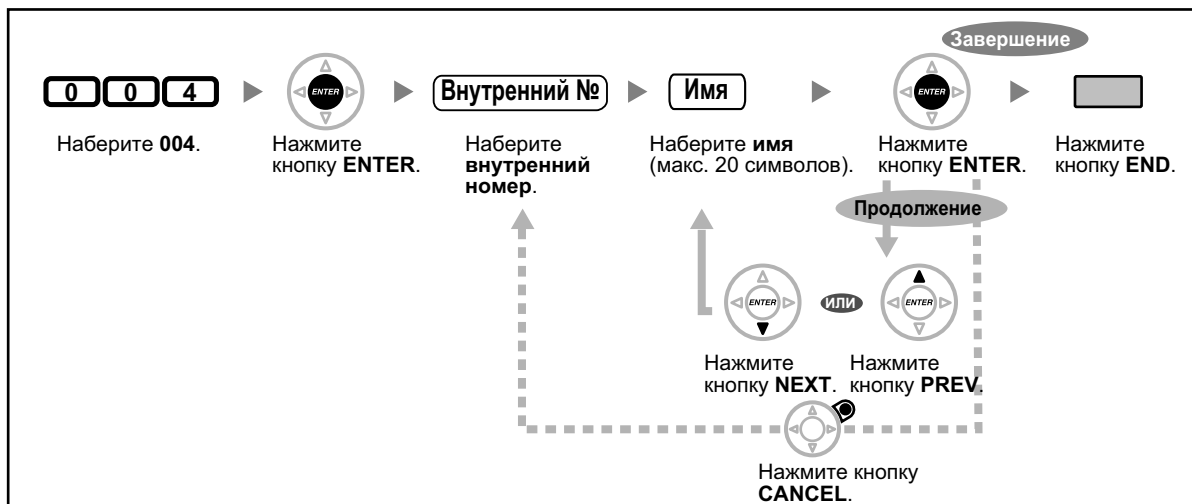 Завершение
0 0 4
ENTER
Внутренний №
Имя
ENTER
Наберите 004.
Нажмите
кнопку ENTER.
Наберите
внутренний
номер.
Наберите имя
(макс. 20 символов).
Нажмите
кнопку ENTER.
Нажмите
кнопку END.
Продолжение
ENTER
ИЛИ
ENTER
Нажмите
кнопку NEXT.
Нажмите
кнопку PREV.
Нажмите кнопку
CANCEL.